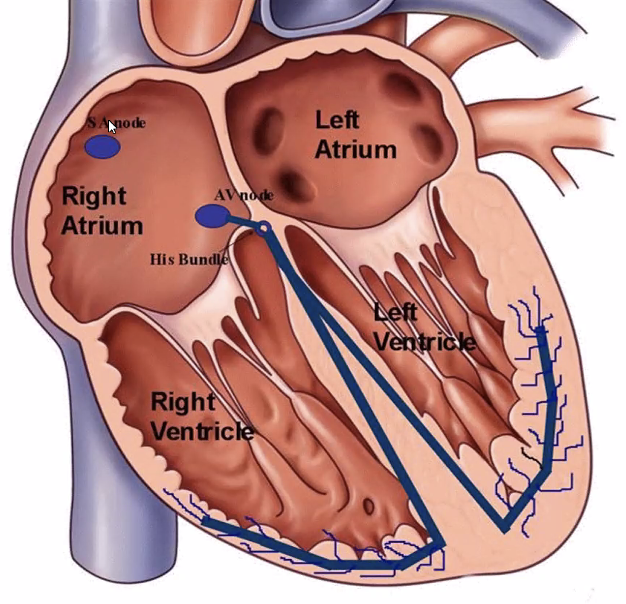 SA node
Left
Atrium
Right
Atrium
AV node
His Bundle
Left
Ventricle
Right
Ventricle